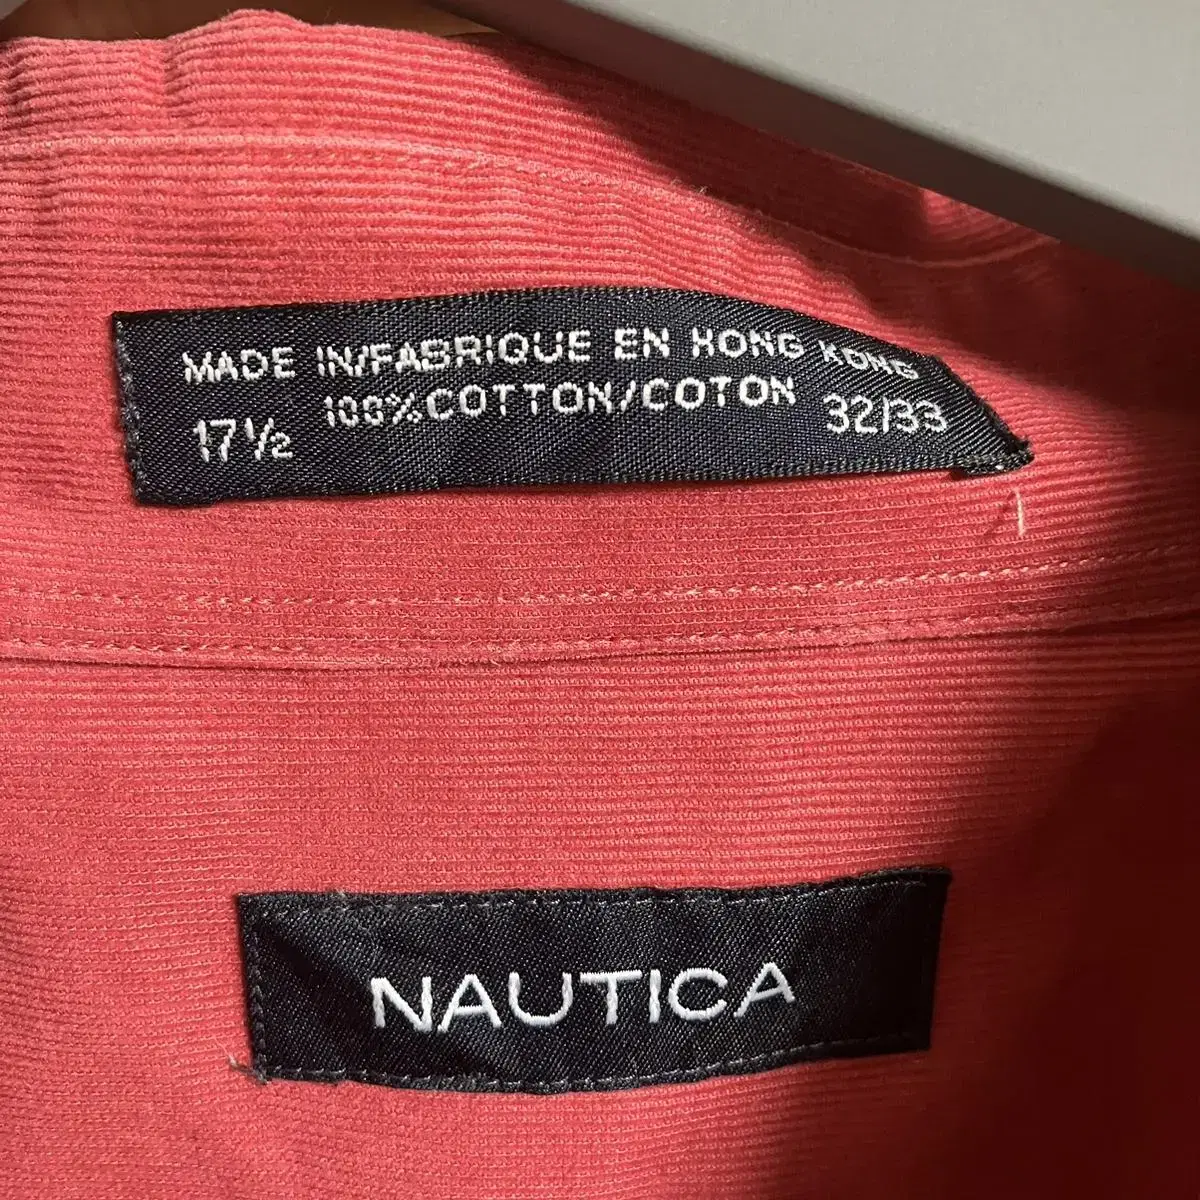 MADE IN/FABRIQUE EN HONG KONG
100% COTTON/COTON
17½ 32/33
NAUTICA